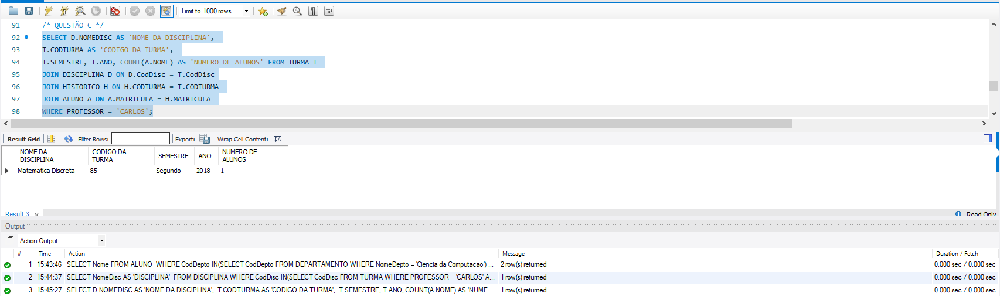 Limit to 1000 rows
91 /* QUESTÃO C */
92 SELECT D.NOMEDISC AS 'NOME DA DISCIPLINA',
93 T.CODTURMA AS 'CODIGO DA TURMA',
94 T.SEMESTRE, T.ANO, COUNT(A.NOME) AS 'NUMERO DE ALUNOS' FROM TURMA T
95 JOIN DISCIPLINA D ON D.CodDisc = T.CodDisc
96 JOIN HISTORICO H ON H.CODTURMA = T.CODTURMA
97 JOIN ALUNO A ON A.MATRICULA = H.MATRICULA
98 WHERE PROFESSOR = 'CARLOS';
Result Grid Filter Rows: Export: Wrap Cell Content: IA
NOME DA DISCIPLINA CODIGO DA TURMA SEMESTRE ANO NUMERO DE ALUNOS
Matematica Discreta 85 Segundo 2018 1
Result 3 Read Only
Output
Action Output
# Time Action Message Duration / Fetch
1 15:43:46 SELECT Nome FROM ALUNO WHERE CodDepto IN(SELECT CodDepto FROM DEPARTAMENTO WHERE NomeDepto = 'Ciencia da Computacao') ... 2 row(s) returned 0.000 sec / 0.000 sec
2 15:44:37 SELECT NomeDisc AS 'DISCIPLINA' FROM DISCIPLINA WHERE CodDisc IN(SELECT CodDisc FROM TURMA WHERE PROFESSOR = 'CARLOS' A... 1 row(s) returned 0.000 sec / 0.000 sec
3 15:45:27 SELECT D.NOMEDISC AS 'NOME DA DISCIPLINA', T.CODTURMA AS 'CODIGO DA TURMA', T.SEMESTRE, T.ANO, COUNT(A.NOME) AS 'NUME... 1 row(s) returned 0.000 sec / 0.000 sec